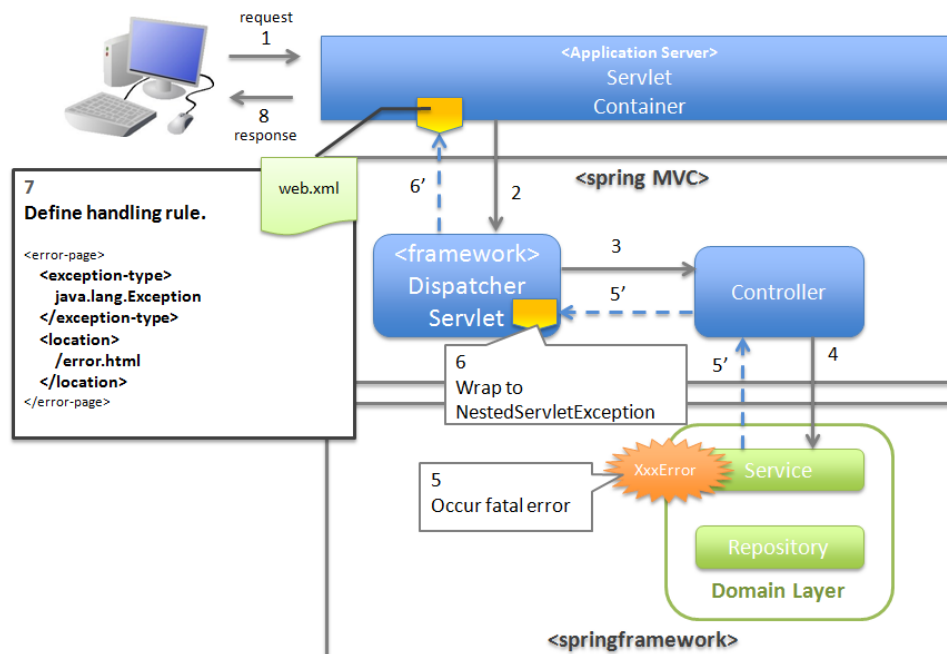 request
1
8
response
<Application Server>
Servlet
Container
web.xml
7
Define handling rule.
<error-page>
<exception-type>
java.lang.Exception
</exception-type>
<location>
/error.html
</location>
</error-page>
6’
2
<spring MVC>
<framework>
Dispatcher
Servlet
3
5’
Controller
6
Wrap to
NestedServletException
5’
4
5
Occur fatal error
XxxError
Service
Repository
Domain Layer
<springframework>